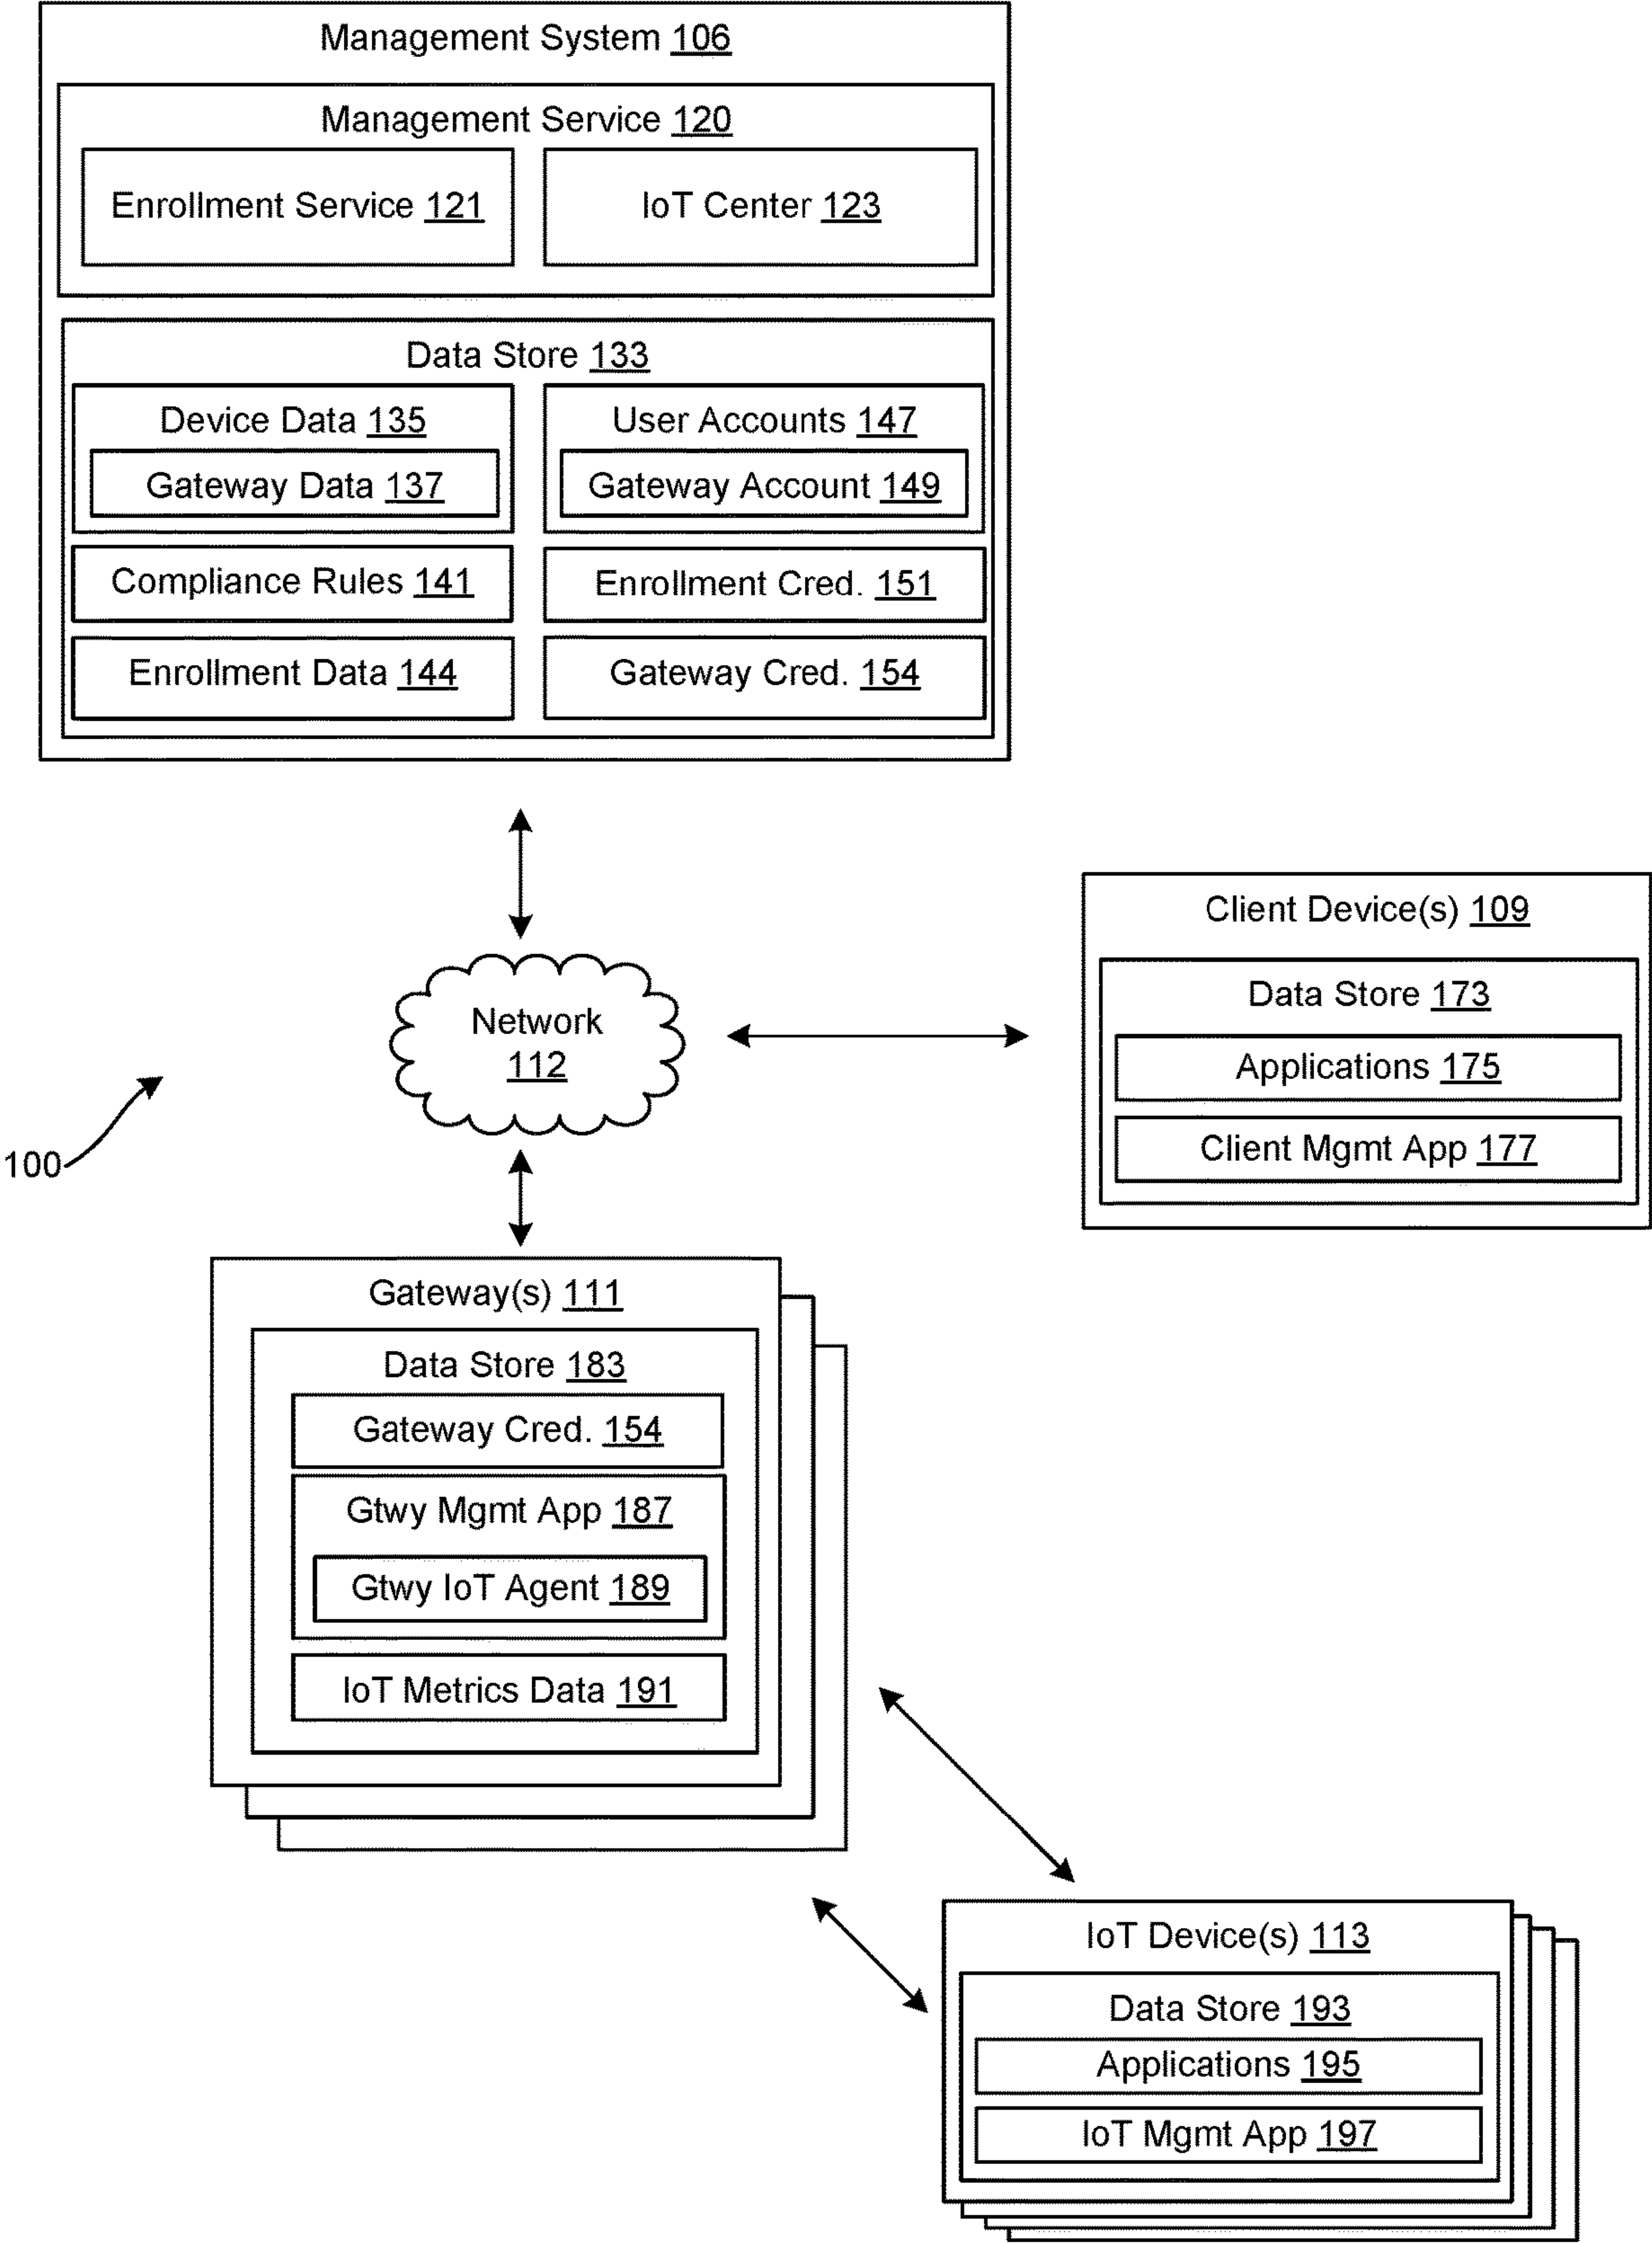 Management System 106
Management Service 120
Enrollment Service 121
IoT Center 123
Data Store 133
Device Data 135
Gateway Data 137
User Accounts 147
Gateway Account 149
Compliance Rules 141
Enrollment Cred. 151
Enrollment Data 144
Gateway Cred. 154
Client Device(s) 109
Data Store 173
Applications 175
Client Mgmt App 177
Network
112
100
Gateway(s) 111
Data Store 183
Gateway Cred. 154
Gtwy Mgmt App 187
Gtwy IoT Agent 189
IoT Metrics Data 191
IoT Device(s) 113
Data Store 193
Applications 195
IoT Mgmt App 197